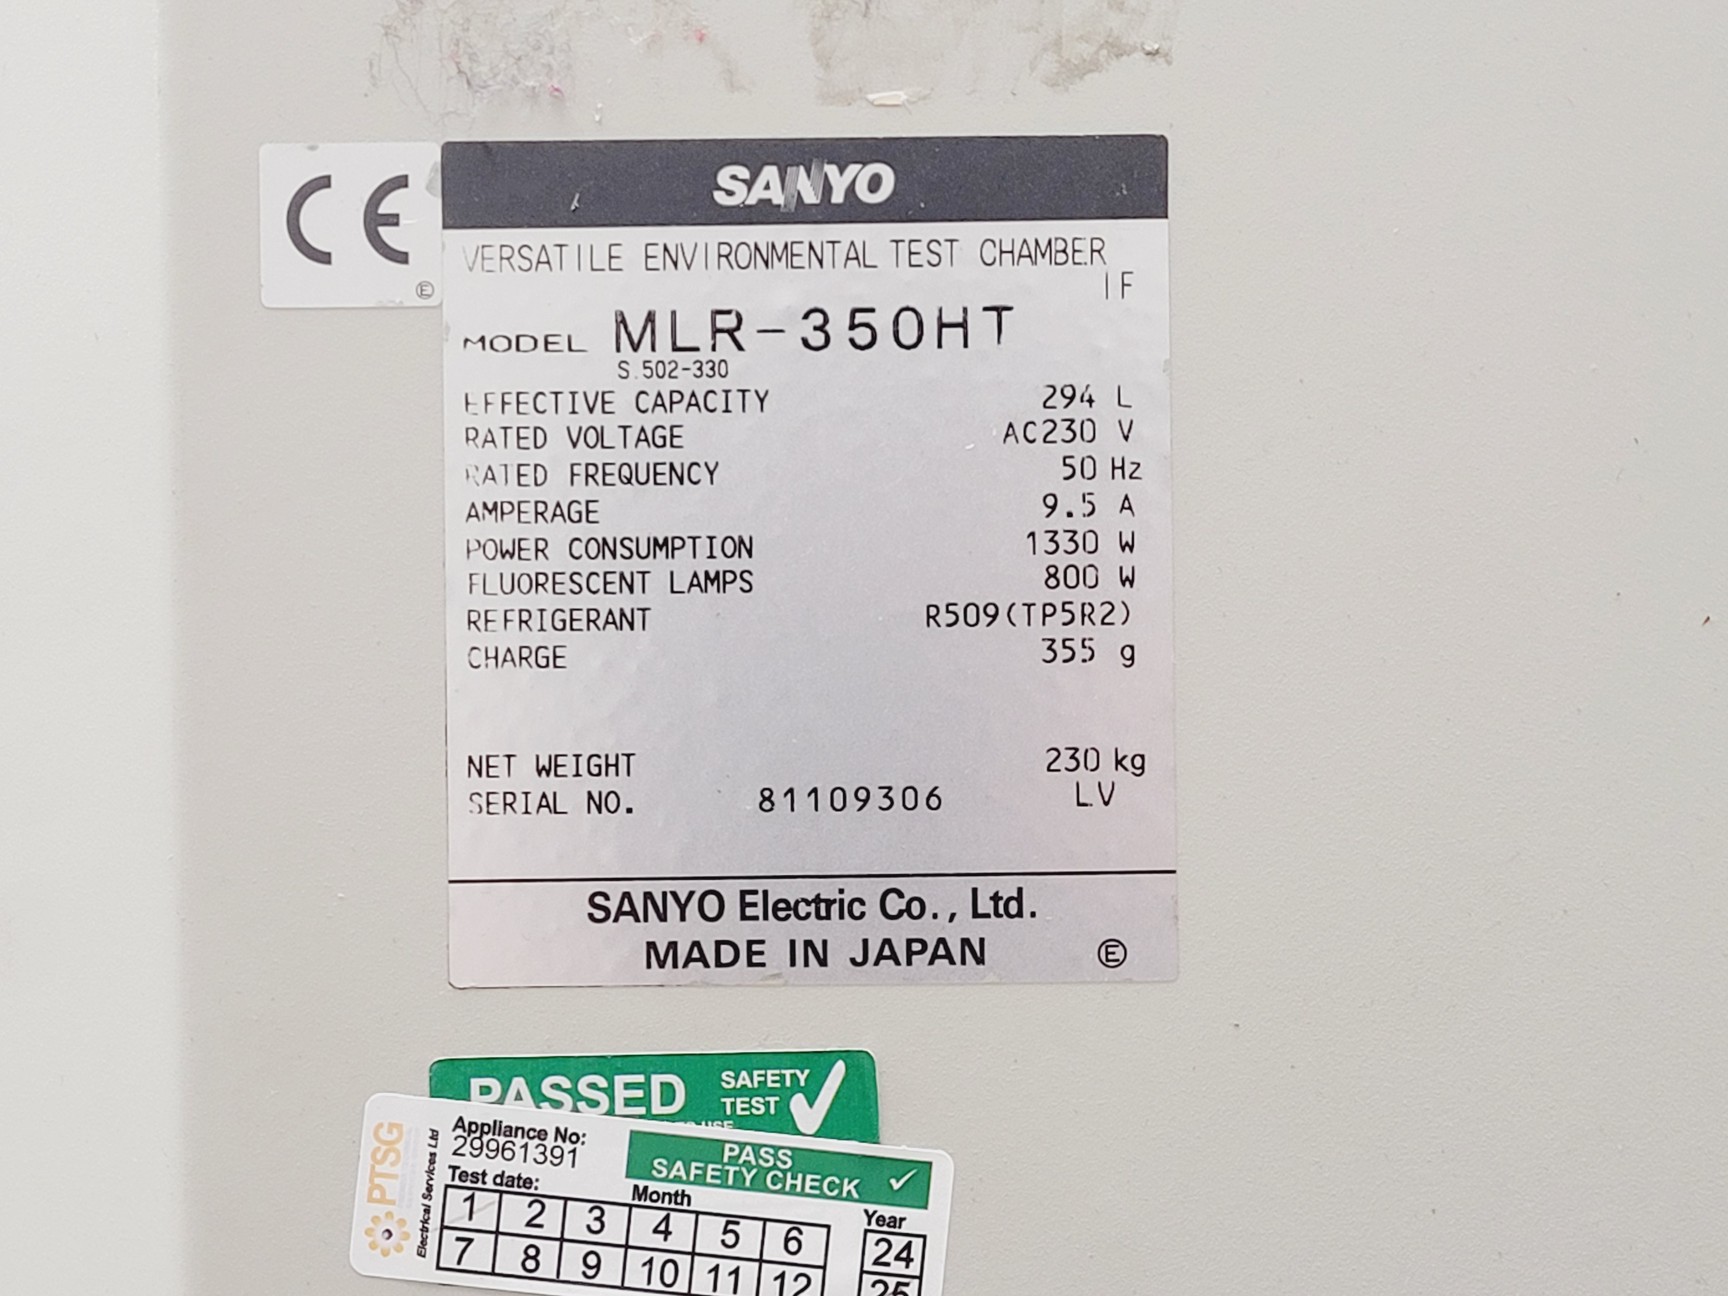 CE
Ⓔ
SANYO
VERSATILE ENVIRONMENTAL TEST CHAMBER
IF
MODEL MLR-350HT
S.502-330
EFFECTIVE CAPACITY 294 L
RATED VOLTAGE AC230 V
RATED FREQUENCY 50 Hz
AMPERAGE 9.5 A
POWER CONSUMPTION 1330 W
FLUORESCENT LAMPS 800 W
REFRIGERANT R509(TP5R2)
CHARGE 355 g
NET WEIGHT 230 kg
SERIAL NO. 81109306 LV
SANYO Electric Co., Ltd.
MADE IN JAPAN Ⓔ
PASSED SAFETY
TEST
USE
PTSG
Electrical Services Ltd
Appliance No:
29961391
PASS
SAFETY CHECK
Test date:
Month
Year
1 2 3 4 5 6 24
7 8 9 10 11 12 25